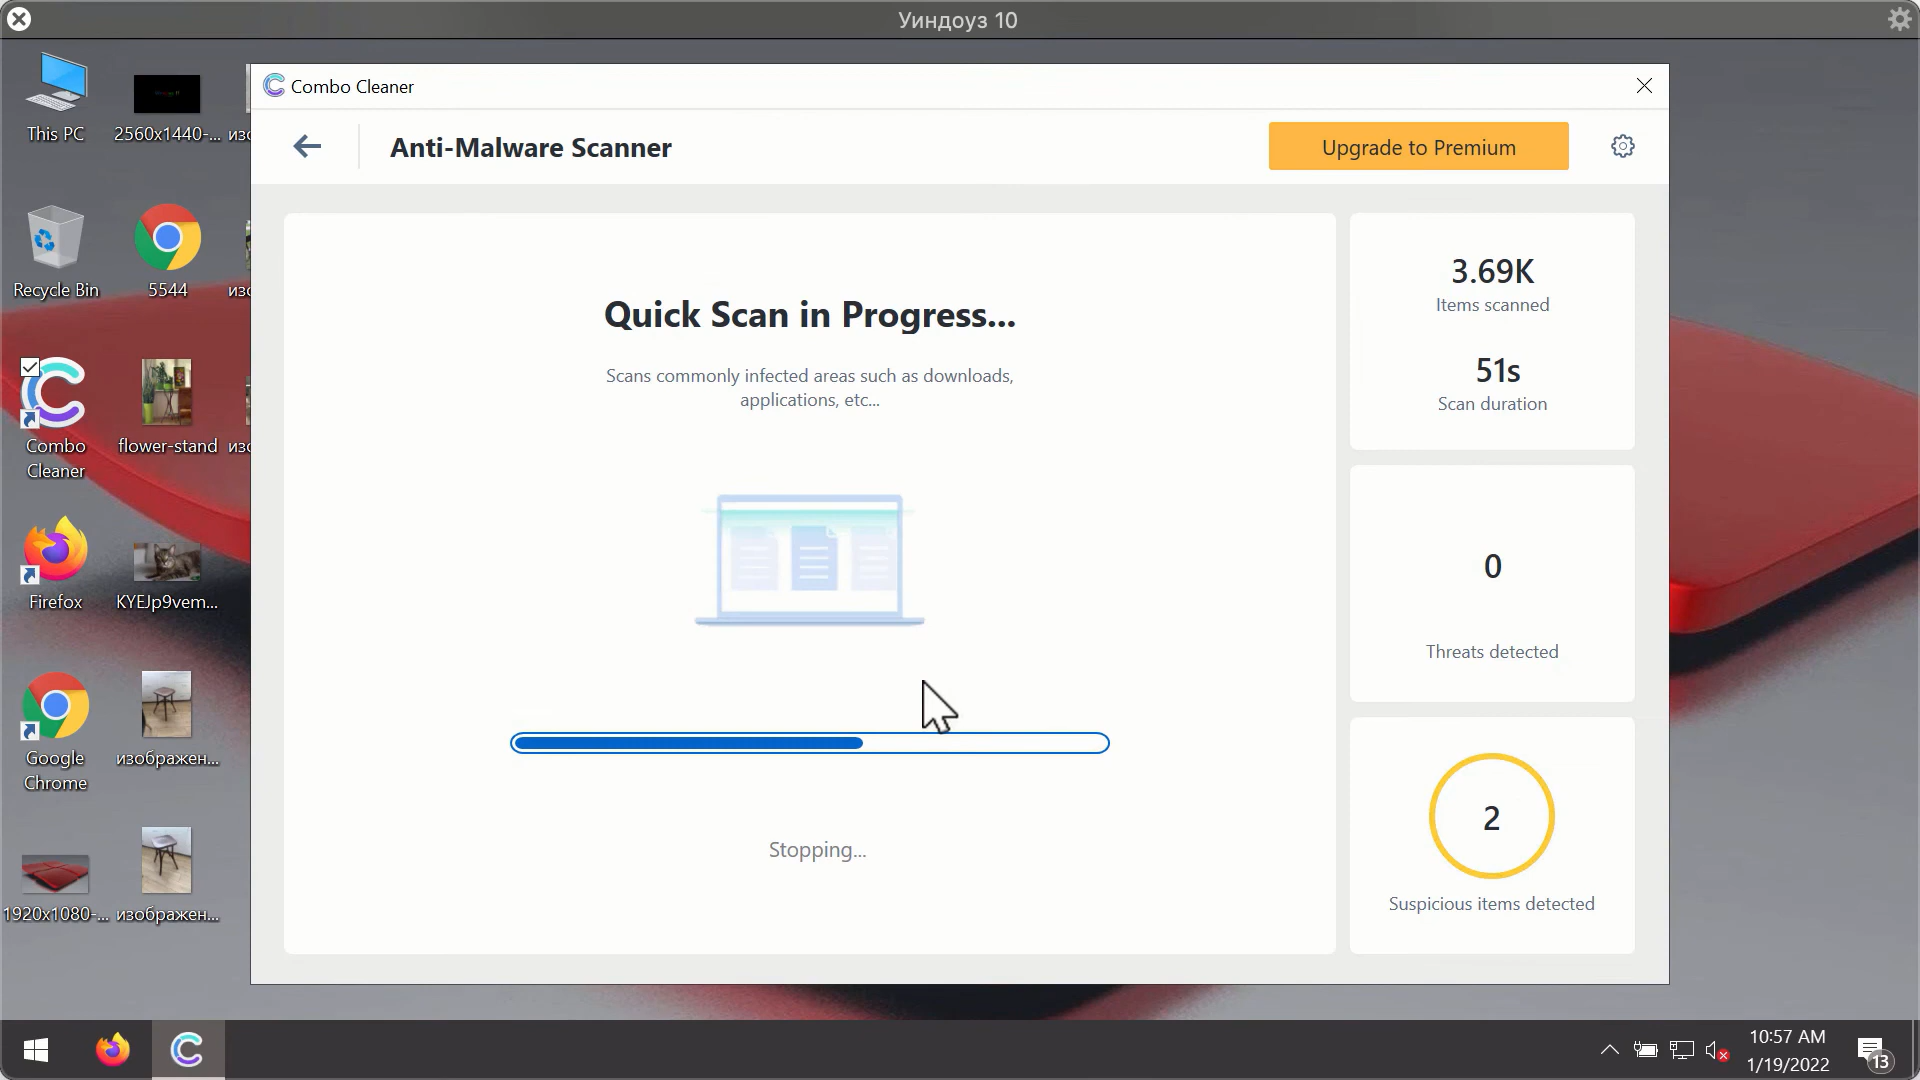 Уиндоуз 10
This PC
2560x1440-...
изс
Combo Cleaner
Anti-Malware Scanner
Upgrade to Premium
Recycle Bin
5544
изс
Quick Scan in Progress...
Scans commonly infected areas such as downloads,
applications, etc...
3.69K
Items scanned
51s
Scan duration
Combo
Cleaner
flower-stand
изс
0
Threats detected
Firefox
KYEJp9vem...
Google
Chrome
изображен...
Stopping...
2
Suspicious items detected
1920x1080-...
изображен...
10:57 AM
1/19/2022
13